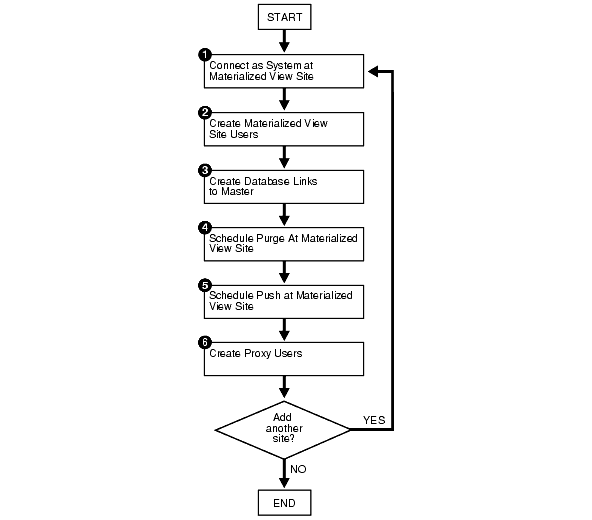 START
1
Connect as System at
Materialized View Site
2
Create Materialized View
Site Users
3
Create Database Links
to Master
4
Schedule Purge At Materialized
View Site
5
Schedule Push at Materialized
View Site
6
Create Proxy Users
Add
another
site?
YES
NO
END